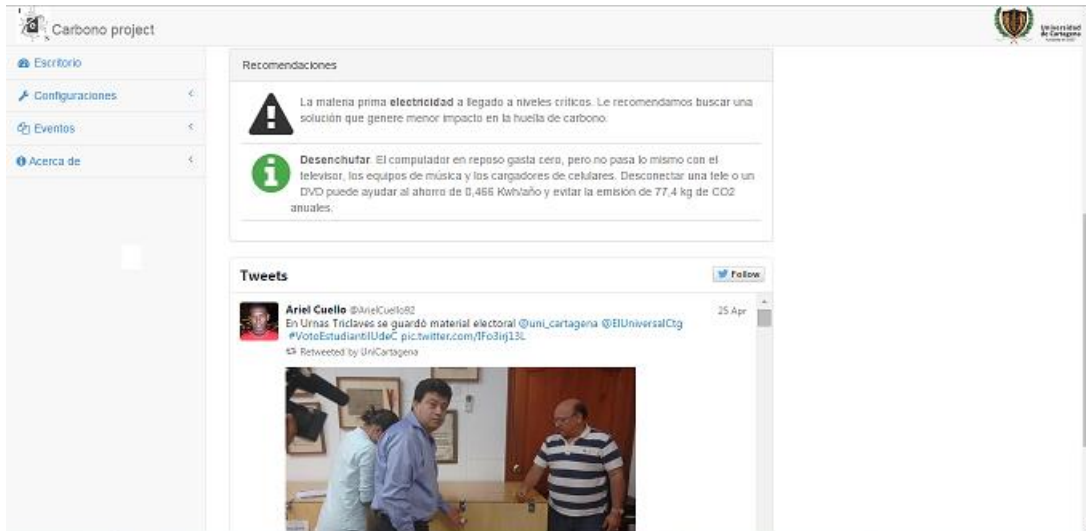 Carbono project
Universidad
de Cartagena
Escritorio
Configuraciones
Eventos
Acerca de
Recomendaciones
La materia prima electricidad a llegado a niveles críticos. Le recomendamos buscar una
solución que genere menor impacto en la huella de carbono.
Desenchufar. El computador en reposo gasta cero, pero no pasa lo mismo con el
televisor, los equipos de música y los cargadores de celulares. Desconectar una tele o un
DVD puede ayudar al ahorro de 0,466 Kwh/año y evitar la emisión de 77,4 kg de CO2
anuales.
Tweets
Follow
Ariel Cuello @ArielCuello82
25 Apr
En Urnas Triclaves se guardó material electoral @uni_cartagena @ElUniversalCtg
#VotoEstudiantilUdeC pic.twitter.com/IFo3irj13L
Retweeted by UniCartagena